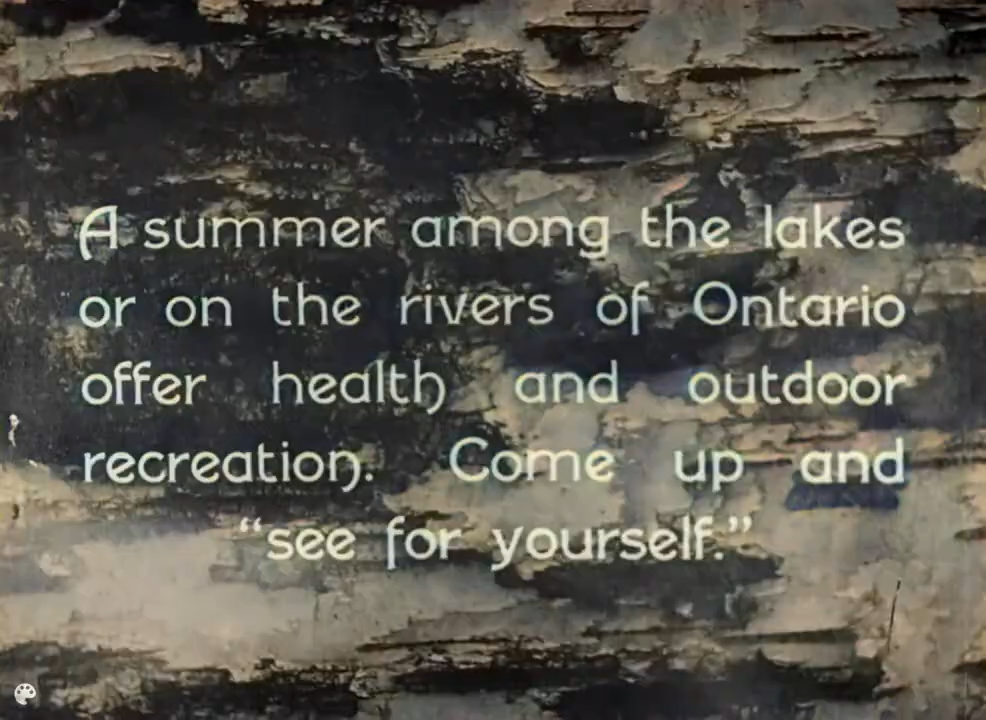 A summer among the lakes
or on the rivers of Ontario
offer health and outdoor
recreation. Come up and
“see for yourself.”